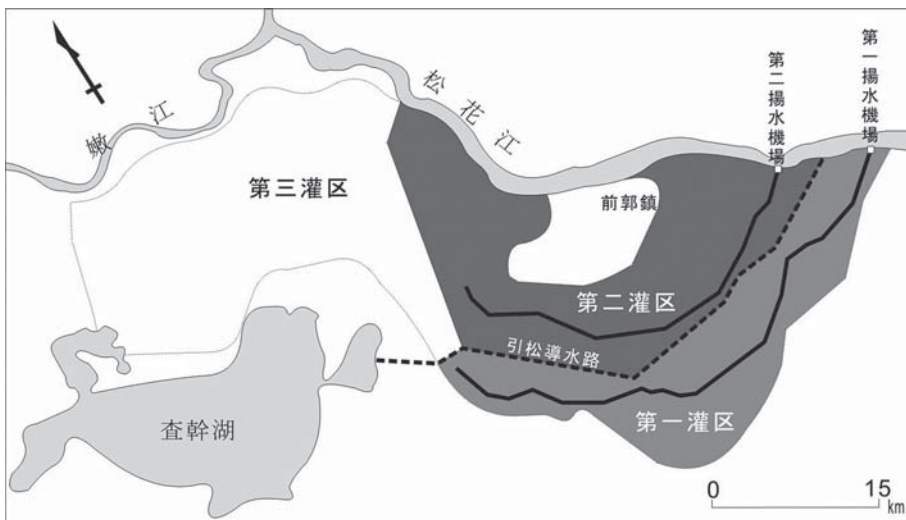 嫩江
松花江
第二揚水機場
第一揚水機場
第三灌区
前郭鎮
第二灌区
引松導水路
第一灌区
査幹湖
0 15
km